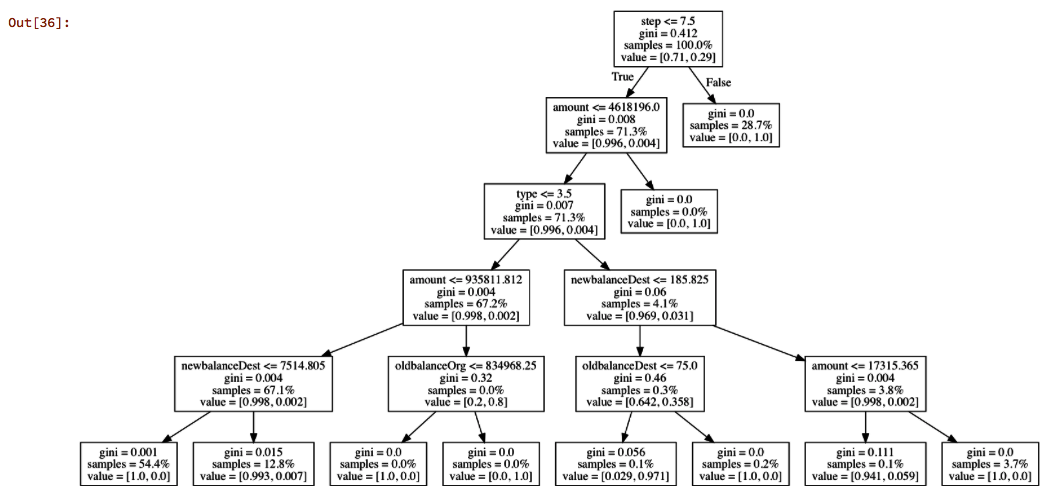 Out[36]:
step <= 7.5
gini = 0.412
samples = 100.0%
value = [0.71, 0.29]
True
False
amount <= 4618196.0
gini = 0.008
samples = 71.3%
value = [0.996, 0.004]
gini = 0.0
samples = 28.7%
value = [0.0, 1.0]
type <= 3.5
gini = 0.007
samples = 71.3%
value = [0.996, 0.004]
gini = 0.0
samples = 0.0%
value = [0.0, 1.0]
amount <= 935811.812
gini = 0.004
samples = 67.2%
value = [0.998, 0.002]
newbalanceDest <= 185.825
gini = 0.06
samples = 4.1%
value = [0.969, 0.031]
newbalanceDest <= 7514.805
gini = 0.004
samples = 67.1%
value = [0.998, 0.002]
oldbalanceOrg <= 834968.25
gini = 0.32
samples = 0.0%
value = [0.2, 0.8]
oldbalanceDest <= 75.0
gini = 0.46
samples = 0.3%
value = [0.642, 0.358]
amount <= 17315.365
gini = 0.004
samples = 3.8%
value = [0.998, 0.002]
gini = 0.001
samples = 54.4%
value = [1.0, 0.0]
gini = 0.015
samples = 12.8%
value = [0.993, 0.007]
gini = 0.0
samples = 0.0%
value = [1.0, 0.0]
gini = 0.0
samples = 0.0%
value = [0.0, 1.0]
gini = 0.056
samples = 0.1%
value = [0.029, 0.971]
gini = 0.0
samples = 0.2%
value = [1.0, 0.0]
gini = 0.111
samples = 0.1%
value = [0.941, 0.059]
gini = 0.0
samples = 3.7%
value = [1.0, 0.0]